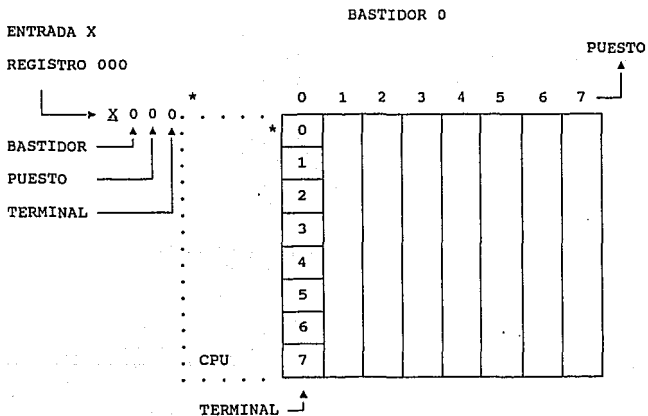 BASTIDOR 0
ENTRADA X
PUESTO
REGISTRO 000
* 0 1 2 3 4 5 6 7
X 0 0 0
* 0
BASTIDOR
1
PUESTO
2
TERMINAL
3
4
5
6
CPU 7
TERMINAL